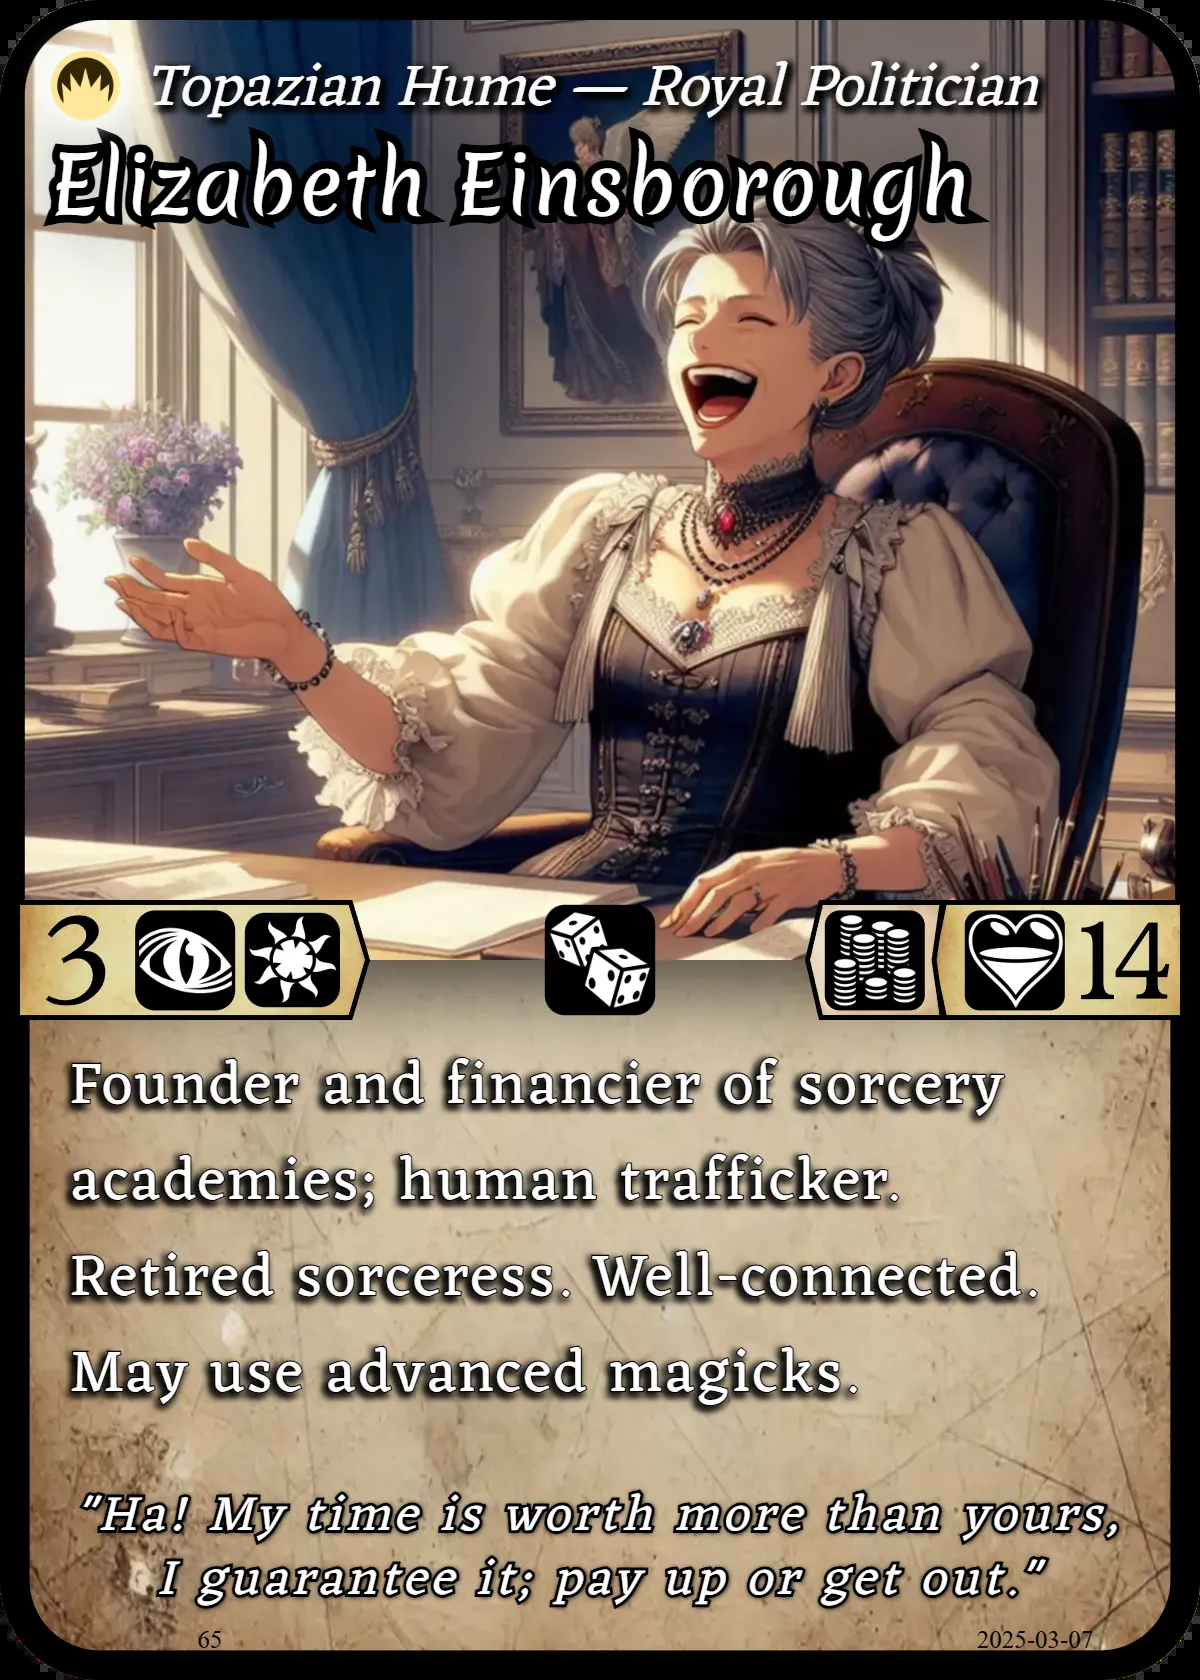 Topazian Hume — Royal Politician
Elizabeth Einsborough
3
14
Founder and financier of sorcery
academies; human trafficker.
Retired sorceress. Well-connected.
May use advanced magicks.
"Ha! My time is worth more than yours,
I guarantee it; pay up or get out."
65
2025-03-07